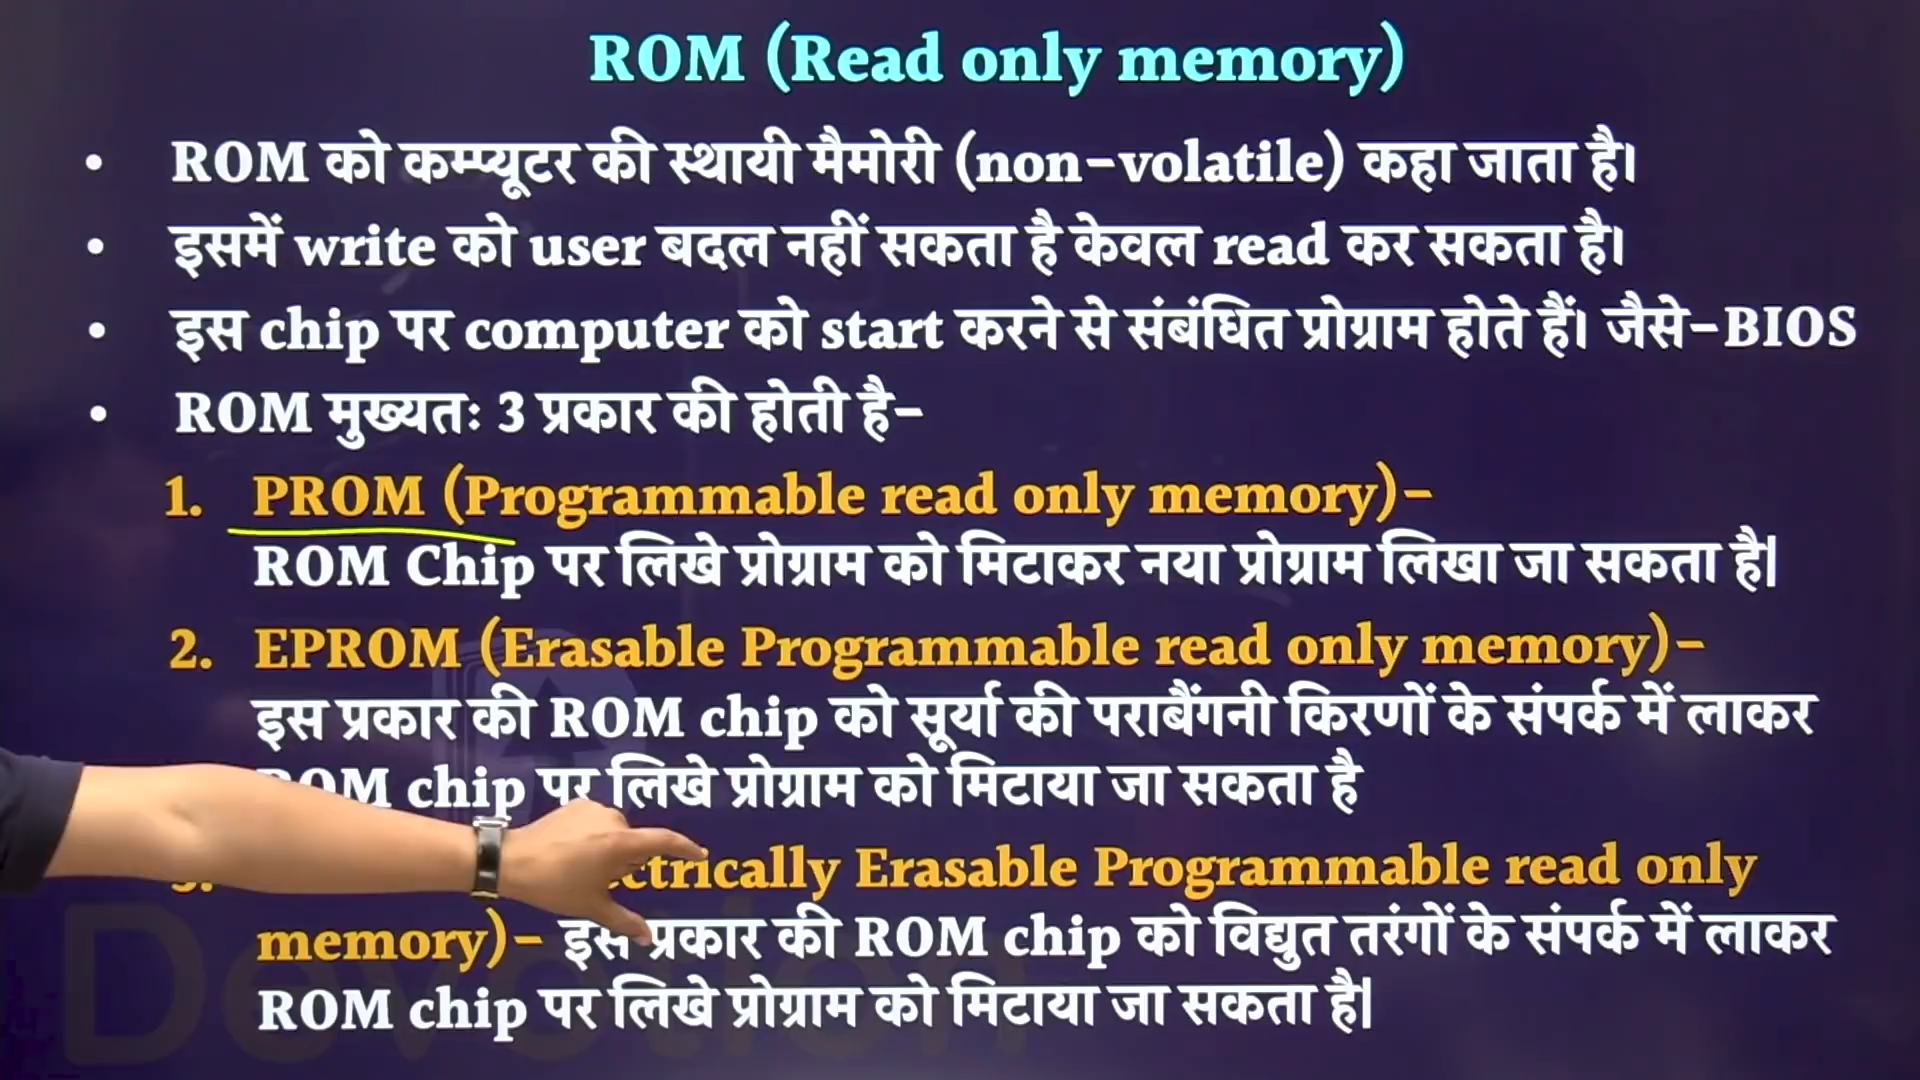 ROM (Read only memory)
• ROM को कम्प्यूटर की स्थायी मैमोरी (non-volatile) कहा जाता है।
• इसमें write को user बदल नहीं सकता है केवल read कर सकता है।
• इस chip पर computer को start करने से संबंधित प्रोग्राम होते हैं। जैसे-BIOS
• ROM मुख्यतः 3 प्रकार की होती है-
1. PROM (Programmable read only memory)-
ROM Chip पर लिखे प्रोग्राम को मिटाकर नया प्रोग्राम लिखा जा सकता है|
2. EPROM (Erasable Programmable read only memory)-
इस प्रकार की ROM chip को सूर्या की पराबैंगनी किरणों के संपर्क में लाकर
ROM chip पर लिखे प्रोग्राम को मिटाया जा सकता है
Erasable Programmable read only
memory)- इस प्रकार की ROM chip को विद्युत तरंगों के संपर्क में लाकर
ROM chip पर लिखे प्रोग्राम को मिटाया जा सकता है|